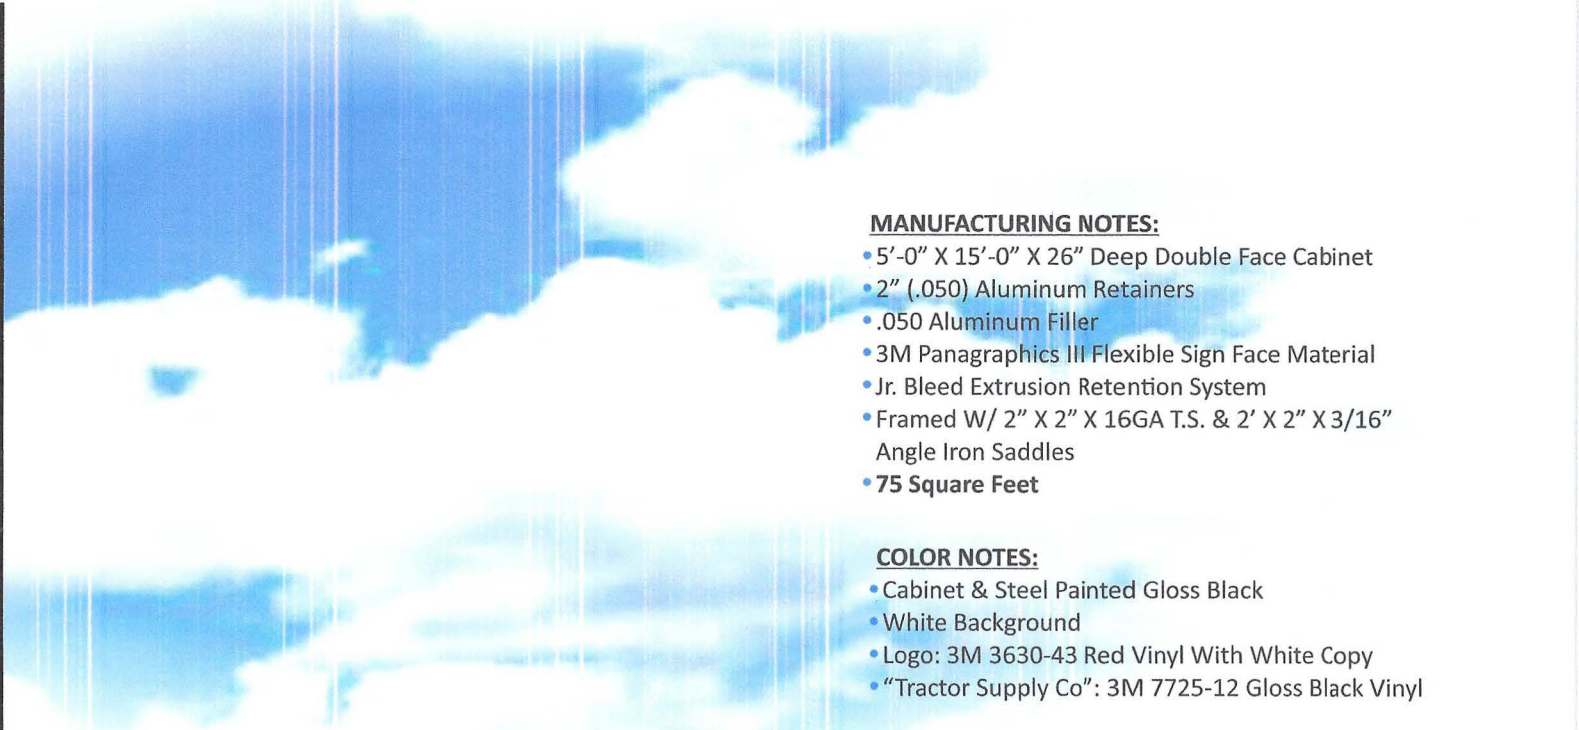 MANUFACTURING NOTES:
• 5’-0” X 15’-0” X 26” Deep Double Face Cabinet
• 2” (.050) Aluminum Retainers
• .050 Aluminum Filler
• 3M Panagraphics III Flexible Sign Face Material
• Jr. Bleed Extrusion Retention System
• Framed W/ 2” X 2” X 16GA T.S. & 2’ X 2” X 3/16”
Angle Iron Saddles
• 75 Square Feet
COLOR NOTES:
• Cabinet & Steel Painted Gloss Black
• White Background
• Logo: 3M 3630-43 Red Vinyl With White Copy
• “Tractor Supply Co”: 3M 7725-12 Gloss Black Vinyl